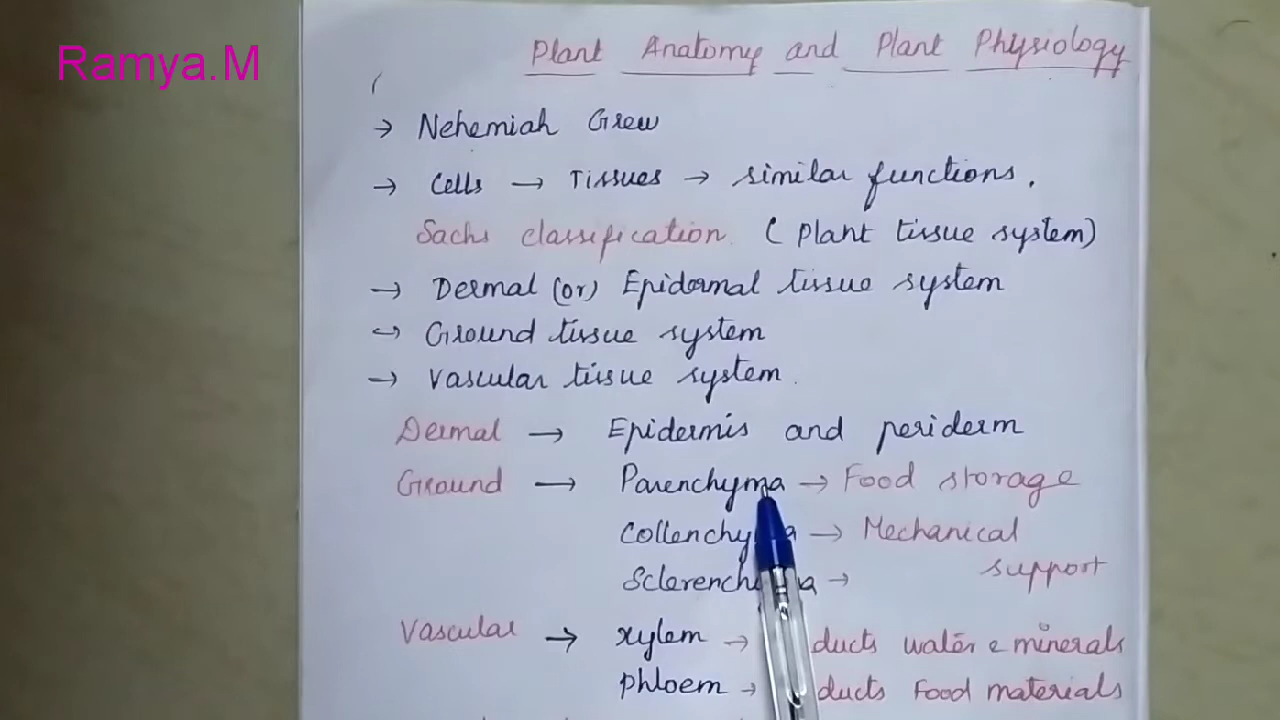 Ramya.M
Plant Anatomy and Plant Physiology
→ Nehemiah Grew
→ Cells → Tissues → similar functions.
Sachs classification (Plant tissue system)
→ Dermal (or) Epidermal tissue system
→ Ground tissue system
→ Vascular tissue system.
Dermal → Epidermis and periderm
Ground → Parenchyma → Food storage
Collenchyma → Mechanical
Sclerenchyma → support
Vascular → xylem → ducts water & minerals
Phloem → ducts Food materials